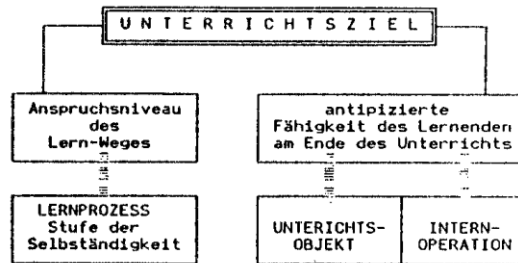 UNTERRICHTSZIEL
Anspruchsniveau
des
Lern-Weges
antipizierte
Fähigkeit des Lernenden
am Ende des Unterrichts
LERNPROZESS
Stufe der
Selbständigkeit
UNTERICHTS-
OBJEKT
INTERN-
OPERATION